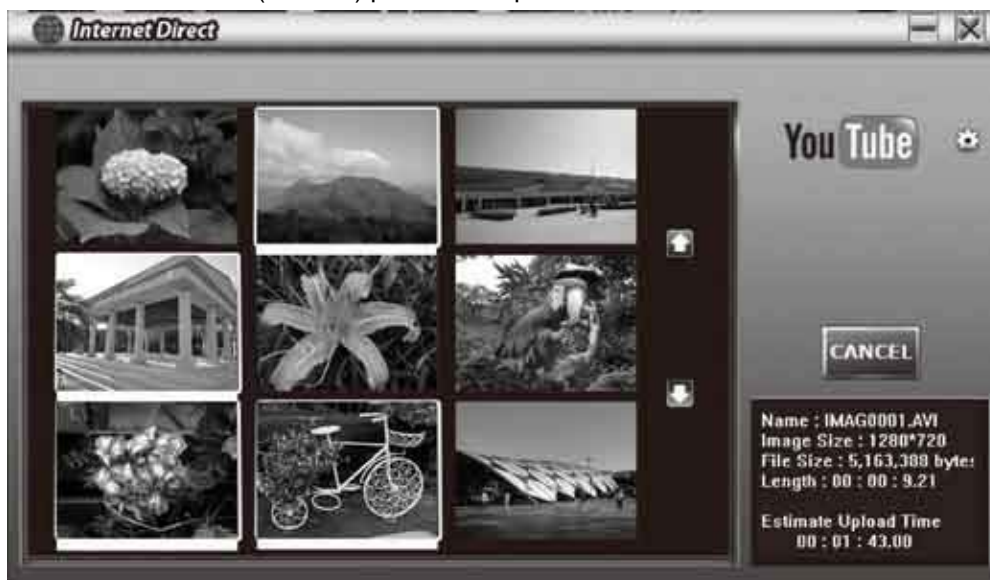 Internet Direct
You Tube
CANCEL
Name : IMAG0001.AVI
Image Size : 1280*720
File Size : 5,163,388 bytes
Length : 00 : 00 : 9.21
Estimate Upload Time
00 : 01 : 43.00